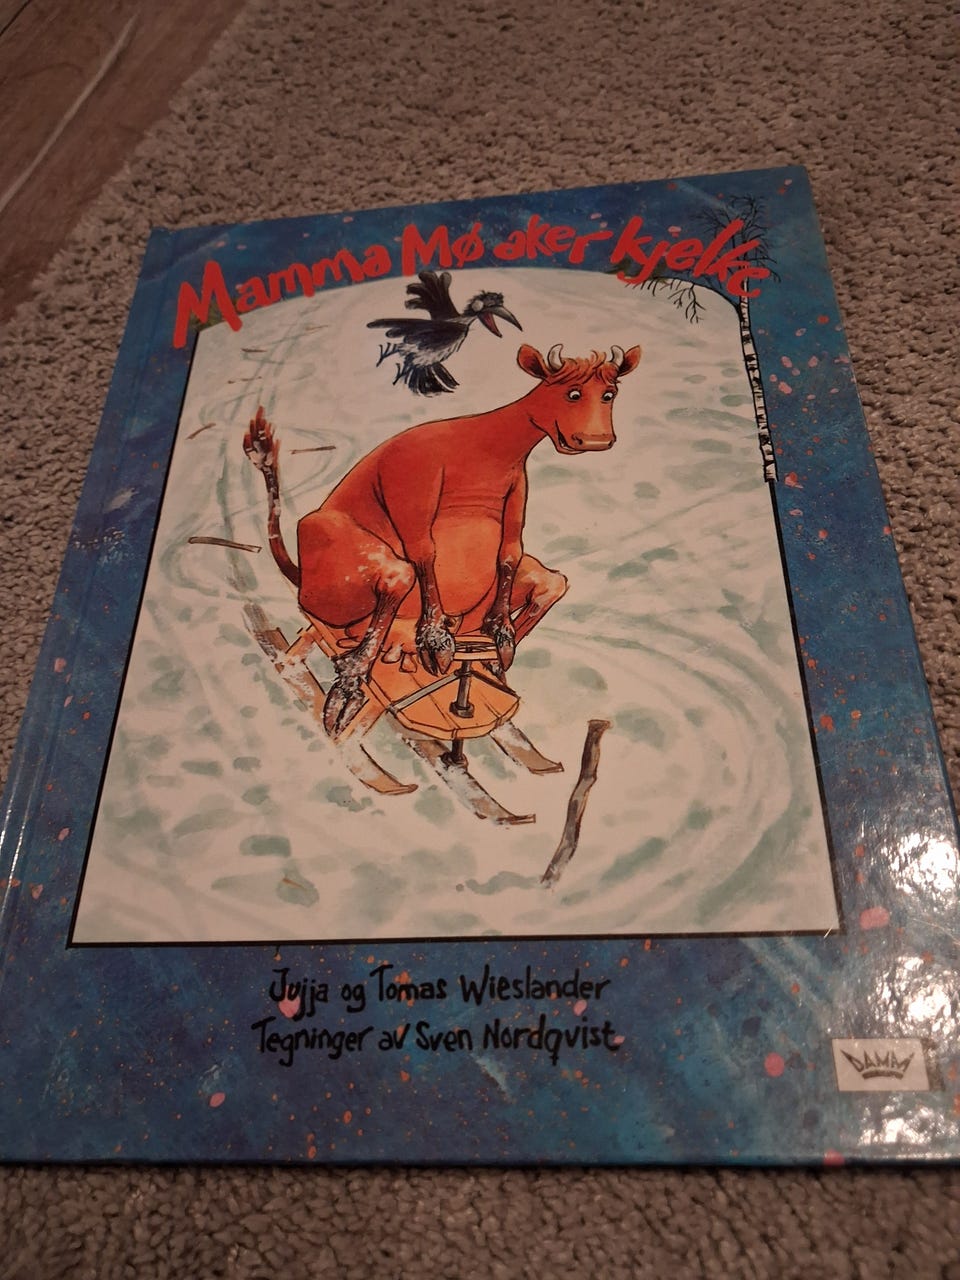 Mamma Mø aker kjelke
Jujja og Tomas Wieslander
Tegninger av Sven Nordqvist
DAMM